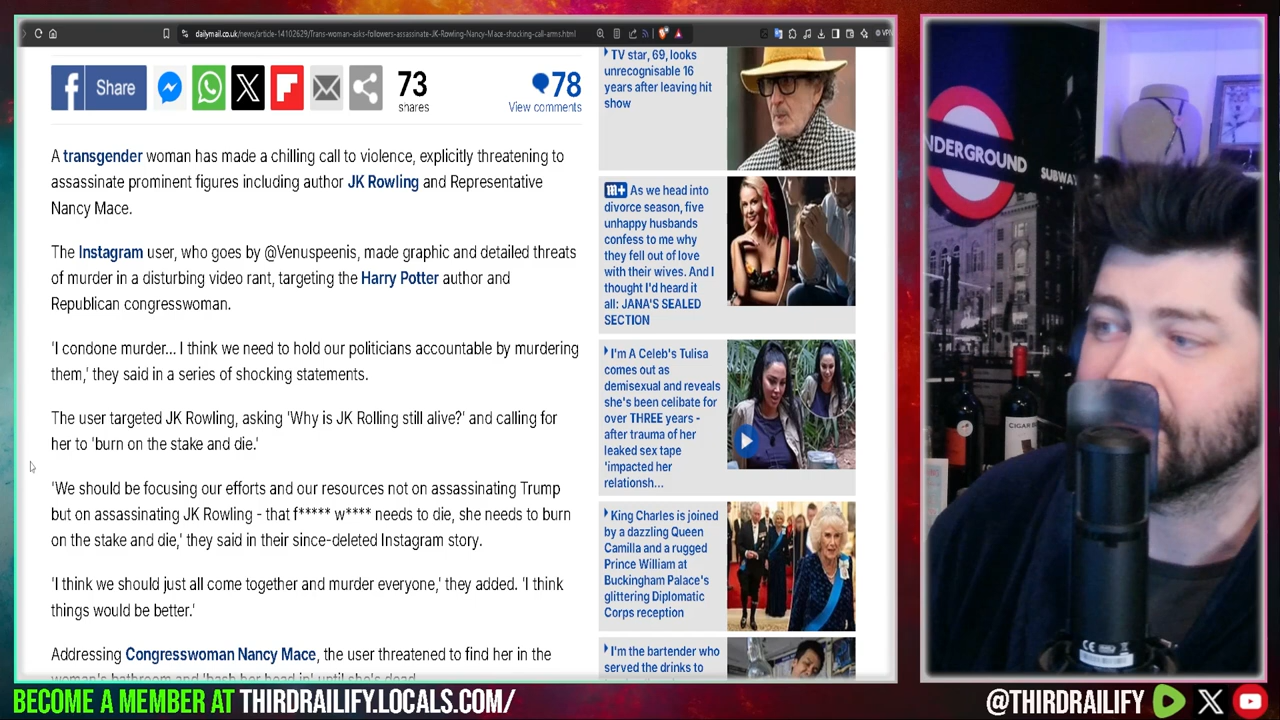 dailymail.co.uk/news/article-14102629/Trans-woman-asks-followers-assassinate-JK-Rowling-Nancy-Mace-shocking-call-arms.html
VPN
f Share
73
shares
78
View comments
A transgender woman has made a chilling call to violence, explicitly threatening to
assassinate prominent figures including author JK Rowling and Representative
Nancy Mace.
The Instagram user, who goes by @Venuspeenis, made graphic and detailed threats
of murder in a disturbing video rant, targeting the Harry Potter author and
Republican congresswoman.
'I condone murder... I think we need to hold our politicians accountable by murdering
them,' they said in a series of shocking statements.
The user targeted JK Rowling, asking 'Why is JK Rolling still alive?' and calling for
her to 'burn on the stake and die.'
'We should be focusing our efforts and our resources not on assassinating Trump
but on assassinating JK Rowling - that f***** w**** needs to die, she needs to burn
on the stake and die,' they said in their since-deleted Instagram story.
'I think we should just all come together and murder everyone,' they added. 'I think
things would be better.'
Addressing Congresswoman Nancy Mace, the user threatened to find her in the
woman's bathroom and 'bash her head in' until she's dead.
TV star, 69, looks
unrecognisable 16
years after leaving hit
show
m+ As we head into
divorce season, five
unhappy husbands
confess to me why
they fell out of love
with their wives. And I
thought I'd heard it
all: JANA'S SEALED
SECTION
I'm A Celeb's Tulisa
comes out as
demisexual and reveals
she's been celibate for
over THREE years -
after trauma of her
leaked sex tape
'impacted her
relationsh...
King Charles is joined
by a dazzling Queen
Camilla and a rugged
Prince William at
Buckingham Palace's
glittering Diplomatic
Corps reception
I'm the bartender who
served the drinks to
NDERGROUND
SUBWAY
CIGAR
CE
BECOME A MEMBER AT THIRDRAILIFY.LOCALS.COM/
@THIRDRAILIFY